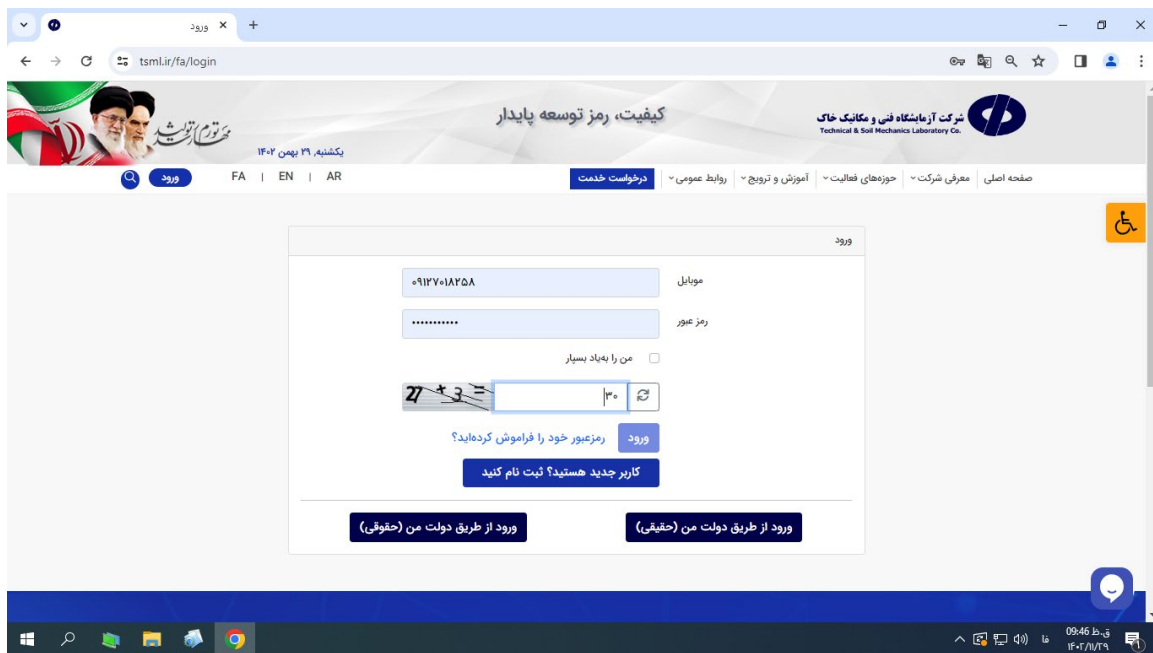 ورود
tsml.ir/fa/login
شرکت آزمایشگاه فنی و مکانیک خاک
Technical & Soil Mechanics Laboratory Co.
کیفیت، رمز توسعه پایدار
یکشنبه, ۲۹ بهمن ۱۴۰۲
صفحه اصلی معرفی شرکت حوزه‌های فعالیت آموزش و ترویج روابط عمومی درخواست خدمت
FA | EN | AR
ورود
ورود
موبایل
۰۹۱۲۷۰۱۸۲۵۸
رمز عبور
من را به‌یاد بسپار
27 + 3 =
۳۰
ورود رمزعبور خود را فراموش کرده‌اید؟
کاربر جدید هستید؟ ثبت نام کنید
ورود از طریق دولت من (حقیقی) ورود از طریق دولت من (حقوقی)
فا
09:46 ق.ظ
۱۴۰۲/۱۱/۲۹